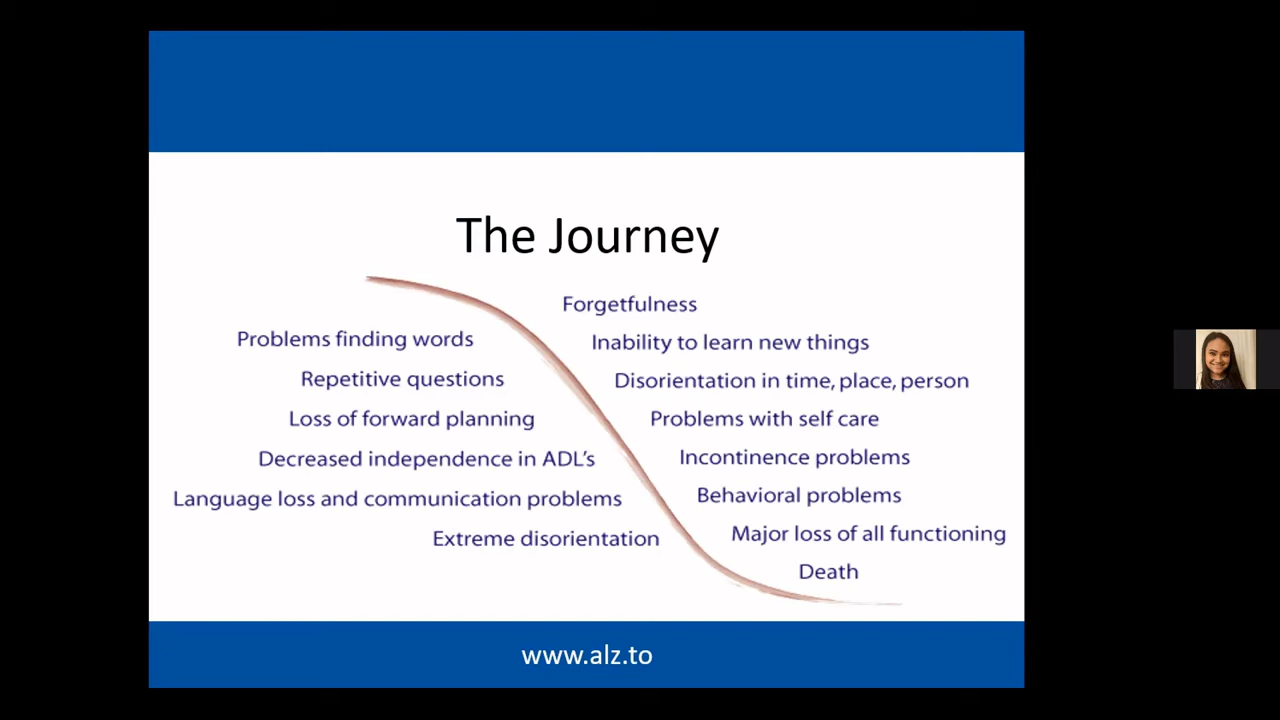 The Journey
Forgetfulness
Problems finding words
Inability to learn new things
Repetitive questions
Disorientation in time, place, person
Loss of forward planning
Problems with self care
Decreased independence in ADL's
Incontinence problems
Language loss and communication problems
Behavioral problems
Extreme disorientation
Major loss of all functioning
Death
www.alz.to